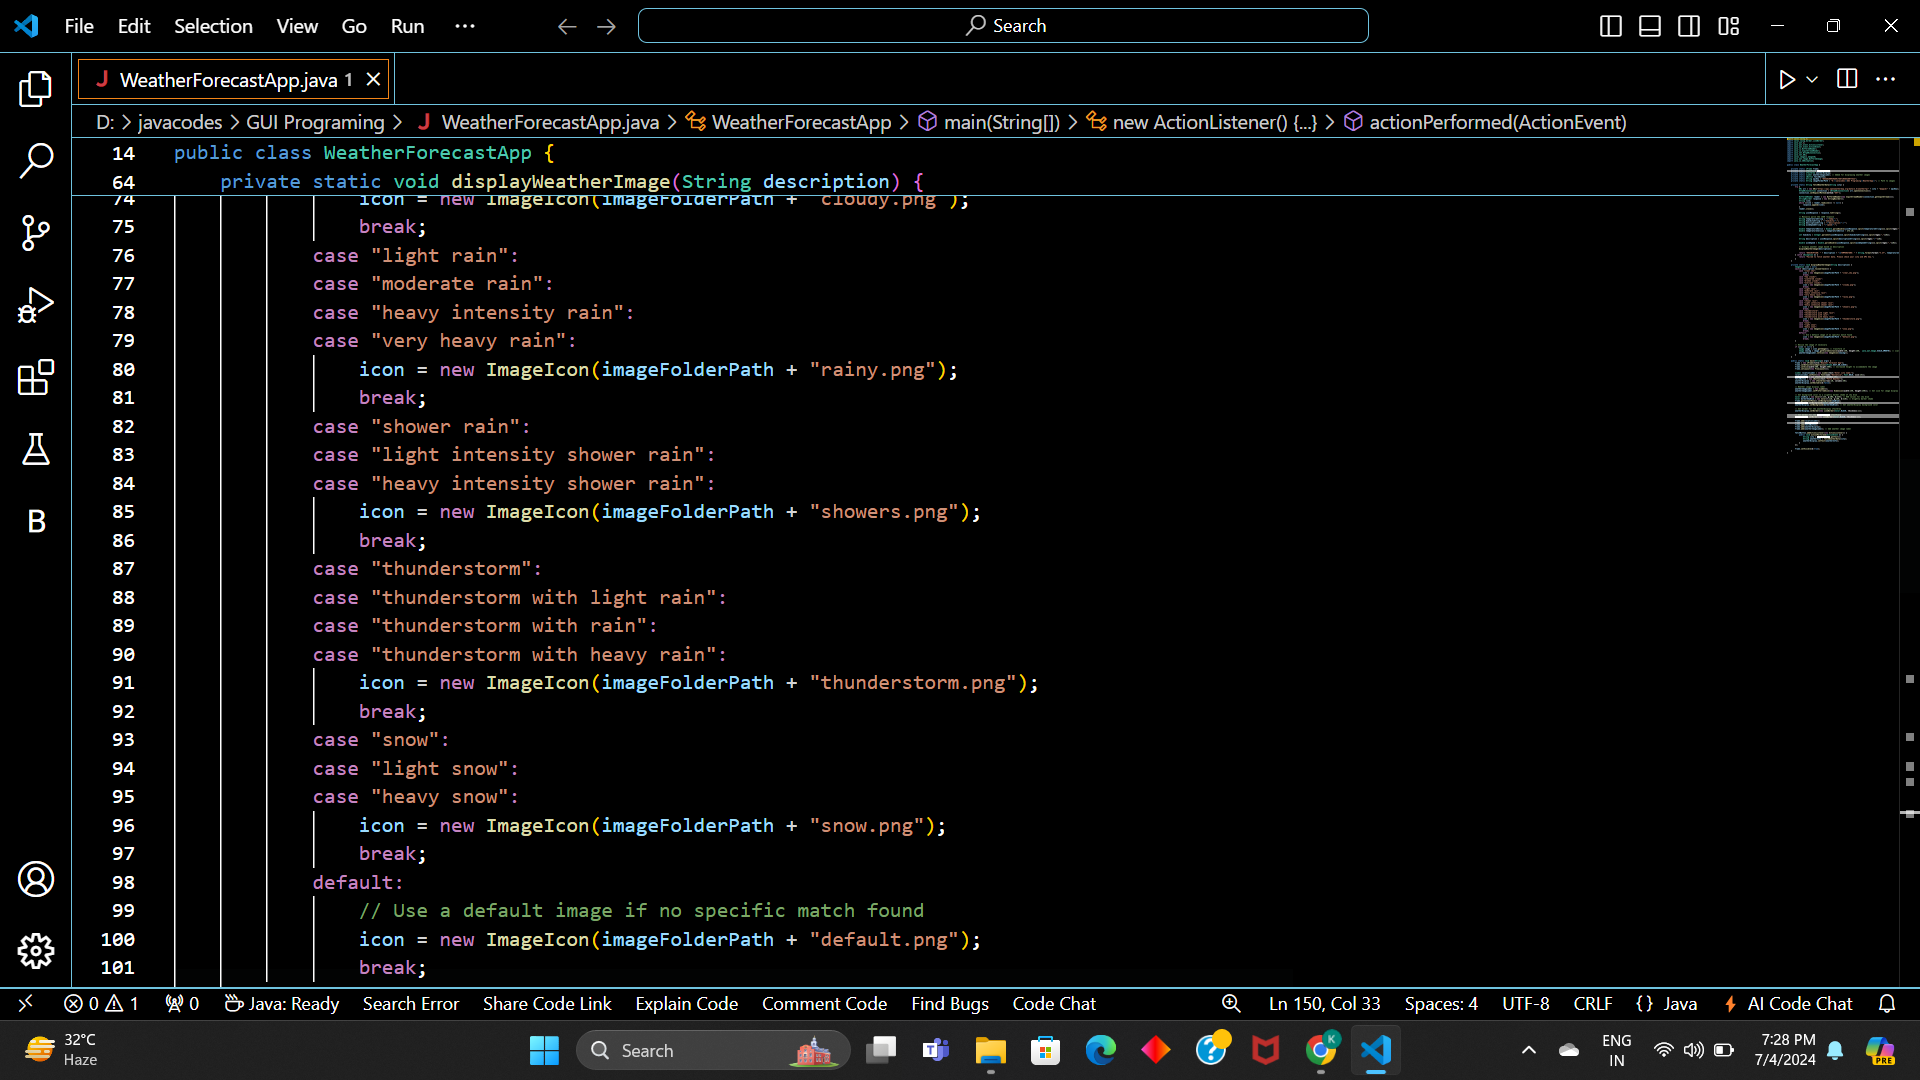 File Edit Selection View Go Run ···
Search
WeatherForecastApp.java 1
D: > javacodes > GUI Programing > J WeatherForecastApp.java > WeatherForecastApp > main(String[]) > new ActionListener() {...} > actionPerformed(ActionEvent)
14 public class WeatherForecastApp {
64 private static void displayWeatherImage(String description) {
74 icon = new ImageIcon(imageFolderPath + "cloudy.png");
75 break;
76 case "light rain":
77 case "moderate rain":
78 case "heavy intensity rain":
79 case "very heavy rain":
80 icon = new ImageIcon(imageFolderPath + "rainy.png");
81 break;
82 case "shower rain":
83 case "light intensity shower rain":
84 case "heavy intensity shower rain":
85 icon = new ImageIcon(imageFolderPath + "showers.png");
86 break;
87 case "thunderstorm":
88 case "thunderstorm with light rain":
89 case "thunderstorm with rain":
90 case "thunderstorm with heavy rain":
91 icon = new ImageIcon(imageFolderPath + "thunderstorm.png");
92 break;
93 case "snow":
94 case "light snow":
95 case "heavy snow":
96 icon = new ImageIcon(imageFolderPath + "snow.png");
97 break;
98 default:
99 // Use a default image if no specific match found
100 icon = new ImageIcon(imageFolderPath + "default.png");
101 break;
B
0 1 0 Java: Ready Search Error Share Code Link Explain Code Comment Code Find Bugs Code Chat Ln 150, Col 33 Spaces: 4 UTF-8 CRLF {} Java AI Code Chat
32°C
Haze
Search
ENG
IN
7:28 PM
7/4/2024
PRE